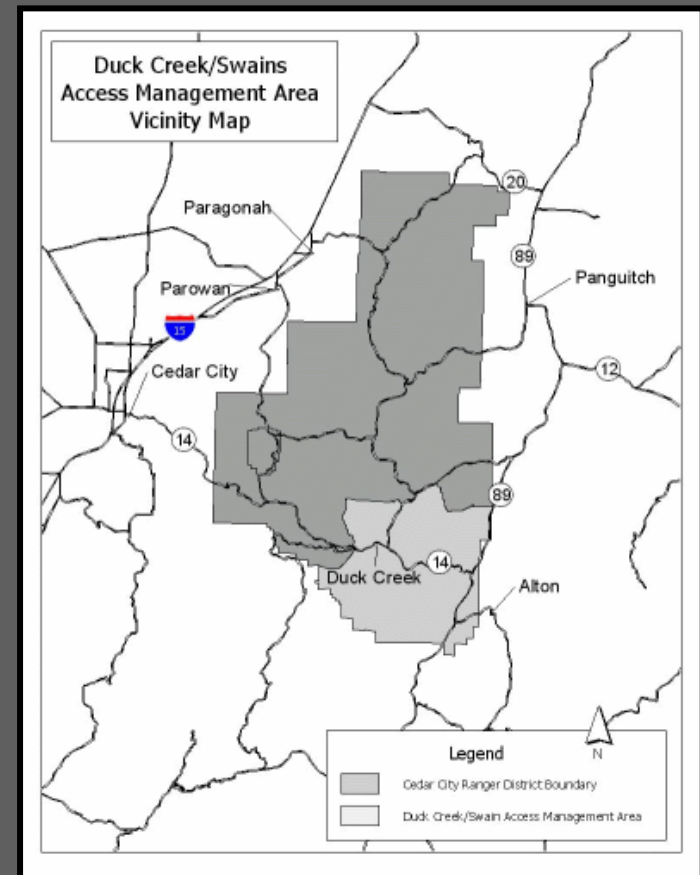 Duck Creek/Swains
Access Management Area
Vicinity Map
20
Paragonah
89
Panguitch
Parowan
15
12
Cedar City
14
89
14
Duck Creek
Alton
N
Legend
Cedar City Ranger District Boundary
Duck Creek/Swain Access Management Area